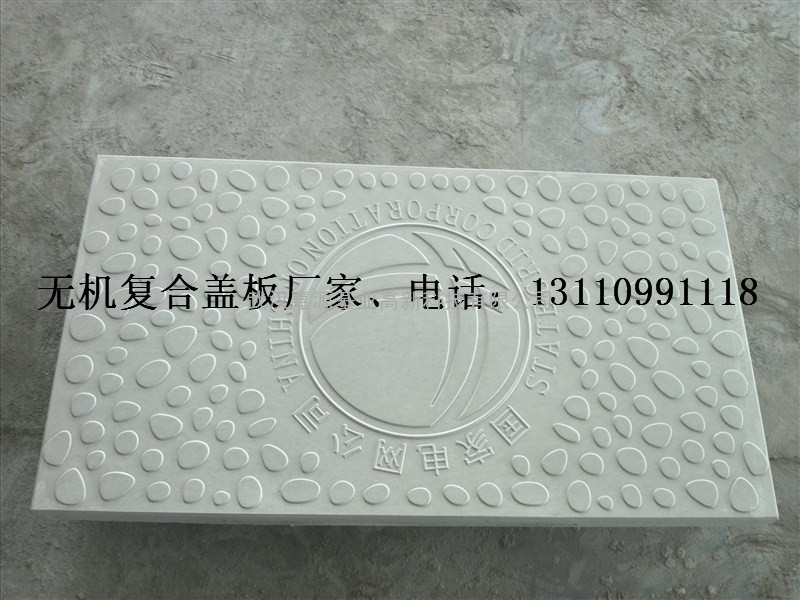 无机复合盖板厂家、电话：13110991118
STATE GRID CORPORATION OF CHINA
国家电网公司